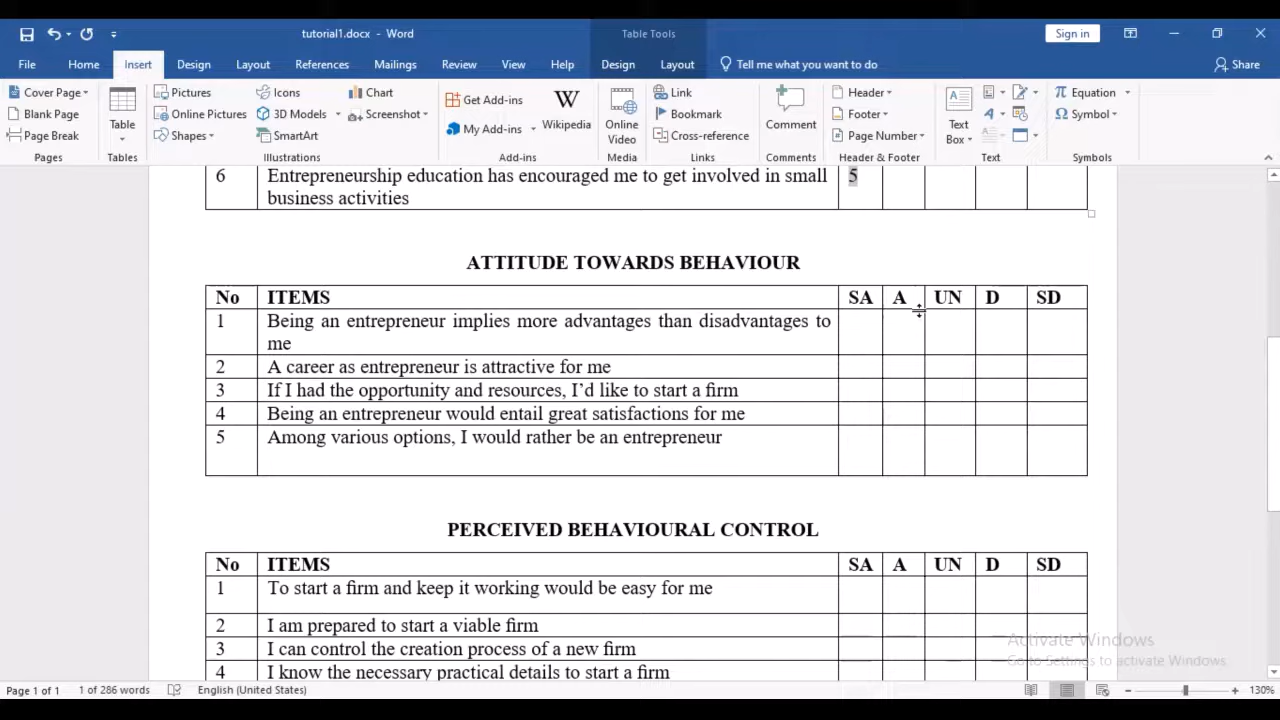 tutorial1.docx - Word
Table Tools
Sign in
File Home Insert Design Layout References Mailings Review View Help Design Layout Tell me what you want to do Share
Cover Page
Blank Page
Page Break
Pages
Table
Tables
Pictures
Online Pictures
Shapes
Icons
3D Models
SmartArt
Chart
Screenshot
Illustrations
Get Add-ins
My Add-ins
Wikipedia
Add-ins
Online
Video
Media
Link
Bookmark
Cross-reference
Links
Comment
Comments
Header
Footer
Page Number
Header & Footer
Text
Box
Text
Equation
Symbol
Symbols
6 Entrepreneurship education has encouraged me to get involved in small 5
business activities
ATTITUDE TOWARDS BEHAVIOUR
No ITEMS SA A UN D SD
1 Being an entrepreneur implies more advantages than disadvantages to
me
2 A career as entrepreneur is attractive for me
3 If I had the opportunity and resources, I’d like to start a firm
4 Being an entrepreneur would entail great satisfactions for me
5 Among various options, I would rather be an entrepreneur
PERCEIVED BEHAVIOURAL CONTROL
No ITEMS SA A UN D SD
1 To start a firm and keep it working would be easy for me
2 I am prepared to start a viable firm
3 I can control the creation process of a new firm
4 I know the necessary practical details to start a firm
Activate Windows
Go to Settings to activate Windows.
Page 1 of 1 1 of 286 words English (United States) 130%